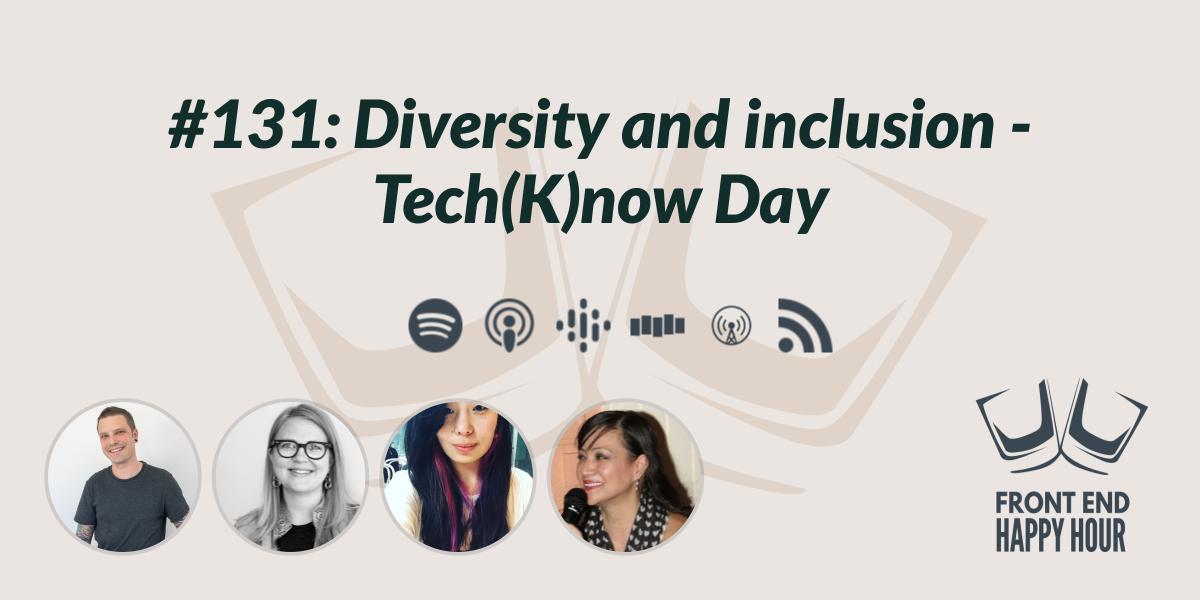 #131: Diversity and inclusion -
Tech(K)now Day
FRONT END
HAPPY HOUR